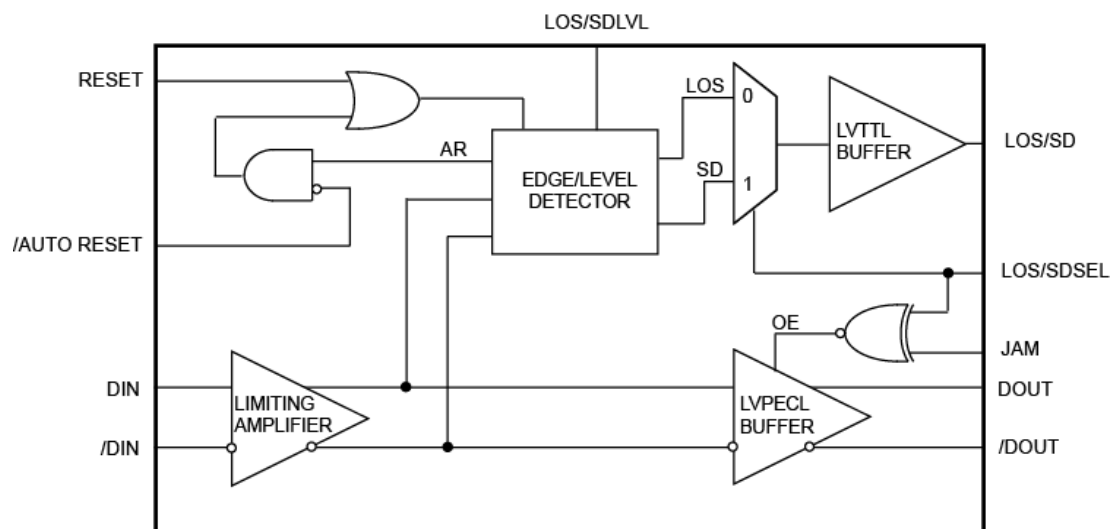 LOS/SDLVL
RESET
LOS
0
AR
EDGE/LEVEL
DETECTOR
SD
1
LVTTL
BUFFER
LOS/SD
/AUTO RESET
LOS/SDSEL
OE
JAM
DIN
LIMITING
AMPLIFIER
/DIN
LVPECL
BUFFER
DOUT
/DOUT